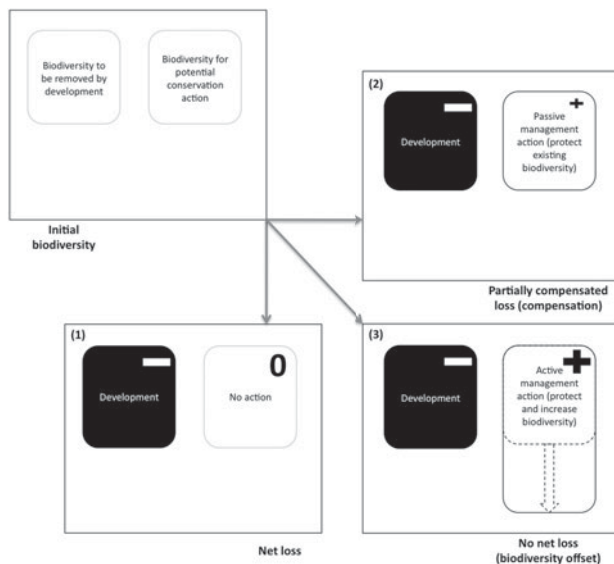 Biodiversity to
be removed by
development
Biodiversity for
potential
conservation
action
Initial
biodiversity
(2)
Development
Passive
management
action (protect
existing
biodiversity)
Partially compensated
loss (compensation)
(1)
Development
0
No action
Net loss
(3)
Development
Active
management
action (protect
and increase
biodiversity)
No net loss
(biodiversity offset)